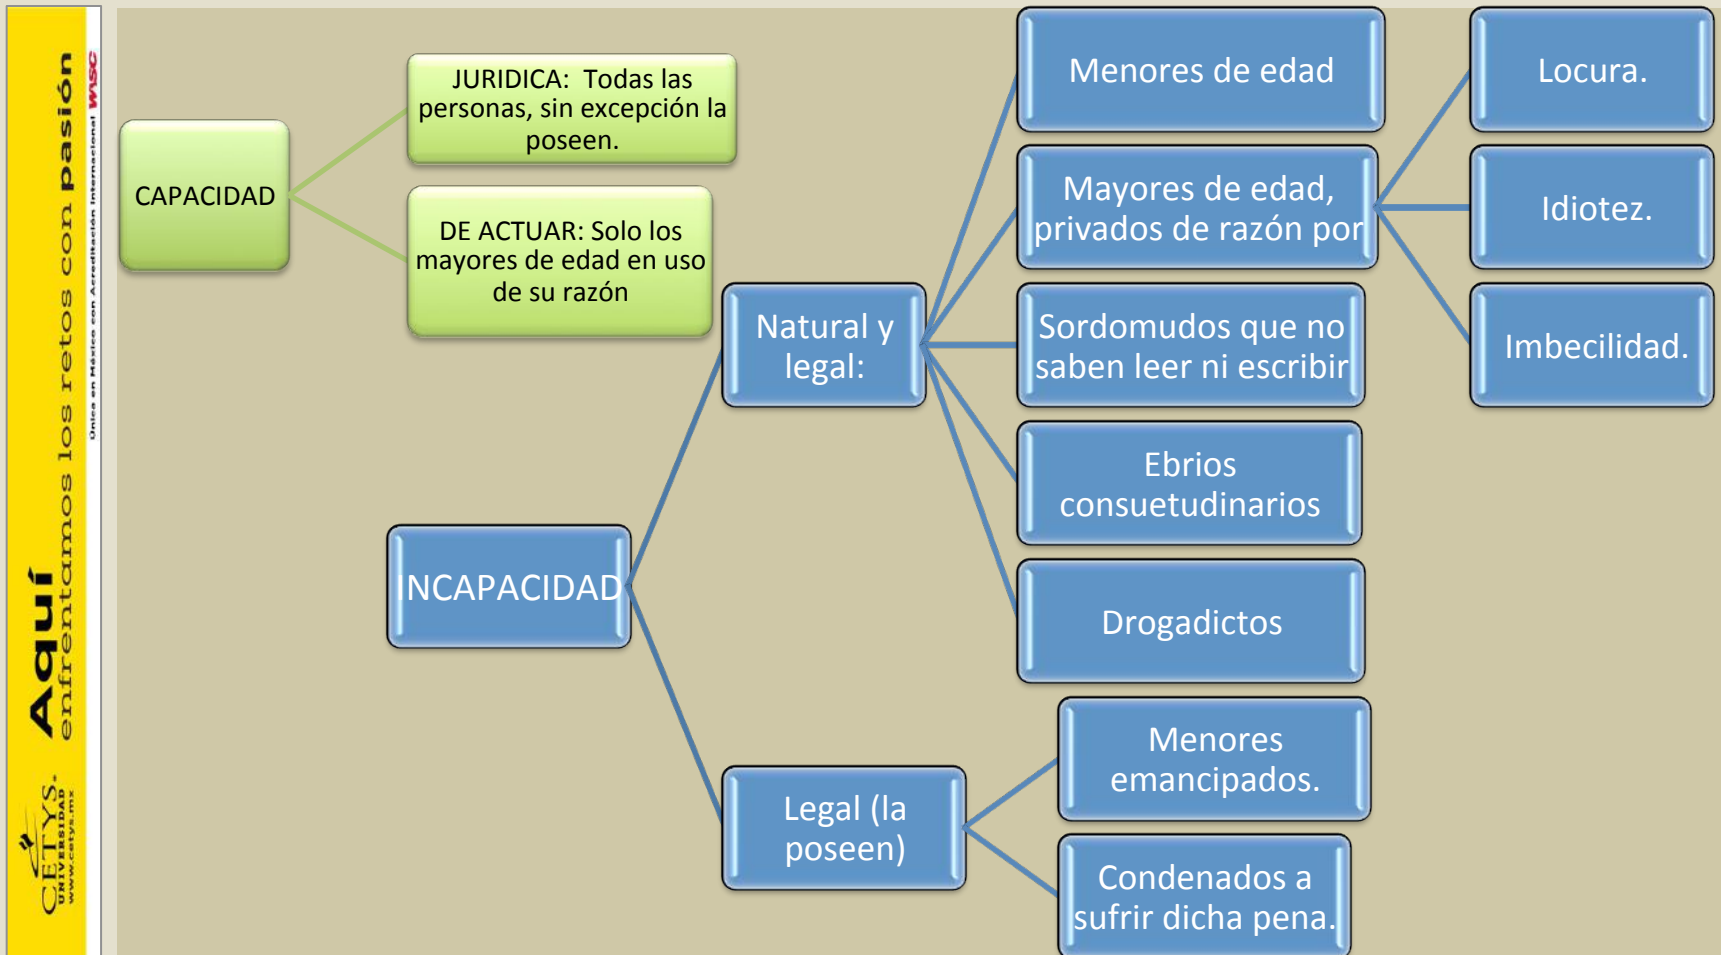 Aquí
enfrentamos los retos con pasión
Única en México con Acreditación Internacional WASC
CETYS
UNIVERSIDAD
www.cetys.mx
CAPACIDAD
JURIDICA: Todas las
personas, sin excepción la
poseen.
DE ACTUAR: Solo los
mayores de edad en uso
de su razón
INCAPACIDAD
Natural y
legal:
Menores de edad
Mayores de edad,
privados de razón por
Locura.
Idiotez.
Imbecilidad.
Sordomudos que no
saben leer ni escribir
Ebrios
consuetudinarios
Drogadictos
Legal (la
poseen)
Menores
emancipados.
Condenados a
sufrir dicha pena.